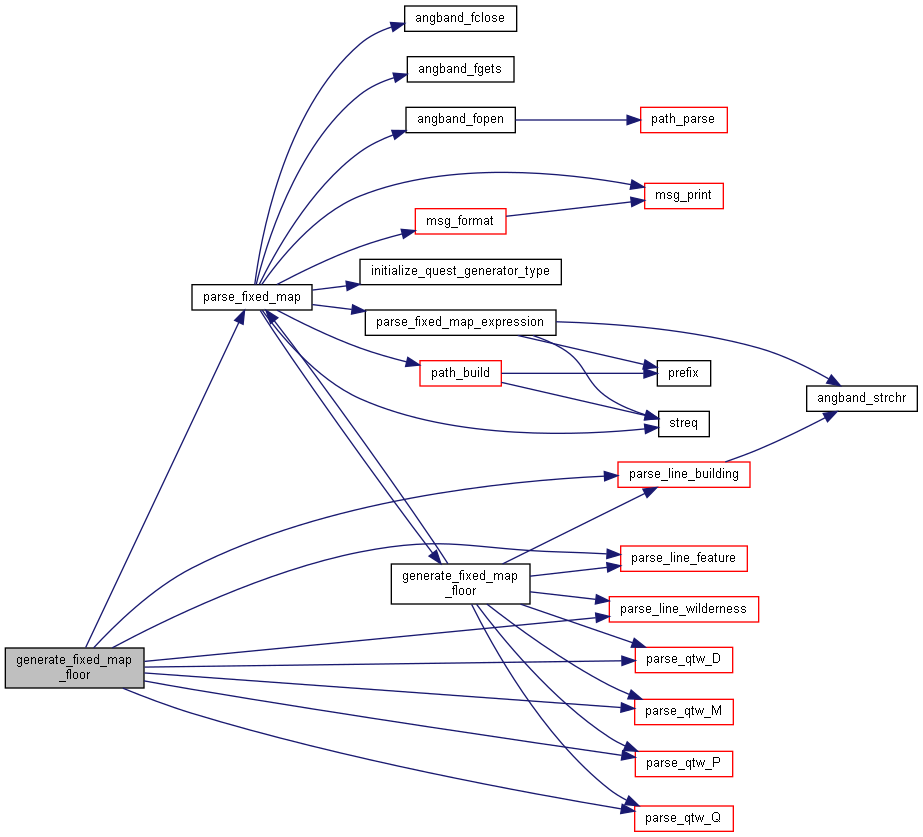 angband_fclose
angband_fgets
angband_fopen
path_parse
msg_print
msg_format
initialize_quest_generator_type
parse_fixed_map
parse_fixed_map_expression
path_build
prefix
angband_strchr
streq
parse_line_building
parse_line_feature
generate_fixed_map
_floor
parse_line_wilderness
generate_fixed_map
_floor
parse_qtw_D
parse_qtw_M
parse_qtw_P
parse_qtw_Q